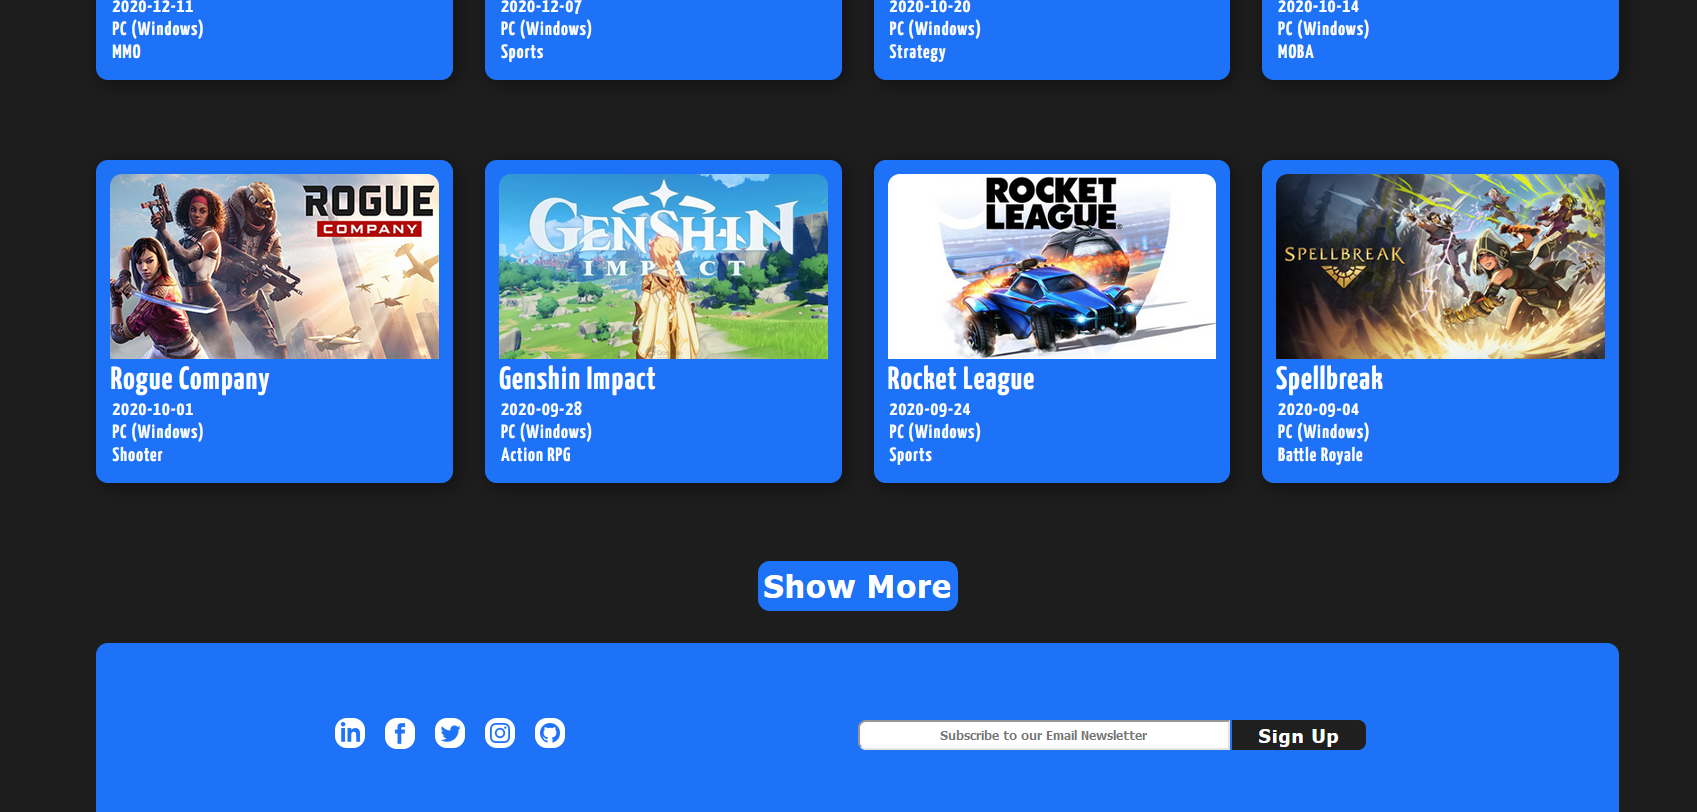 2020-12-11
PC (Windows)
MMO
2020-12-07
PC (Windows)
Sports
2020-10-20
PC (Windows)
Strategy
2020-10-14
PC (Windows)
MOBA
ROGUE
COMPANY
Rogue Company
2020-10-01
PC (Windows)
Shooter
GENSHIN
IMPACT
Genshin Impact
2020-09-28
PC (Windows)
Action RPG
ROCKET
LEAGUE
Rocket League
2020-09-24
PC (Windows)
Sports
SPELLBREAK
Spellbreak
2020-09-04
PC (Windows)
Battle Royale
Show More
Subscribe to our Email Newsletter
Sign Up